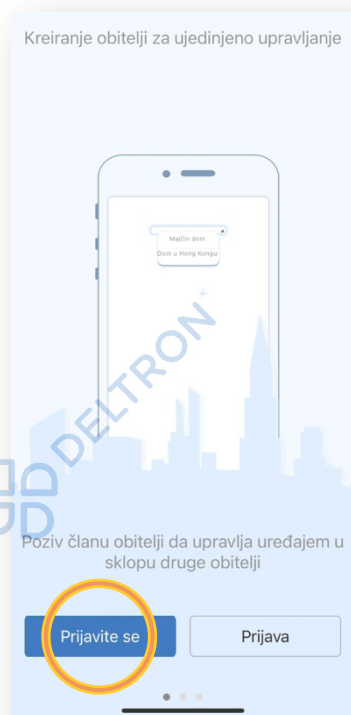 Kreiranje obitelji za ujedinjeno upravljanje
Majčin dom
Dom u Hong Kongu
DELTRON
Poziv članu obitelji da upravlja uređajem u
sklopu druge obitelji
Prijavite se
Prijava